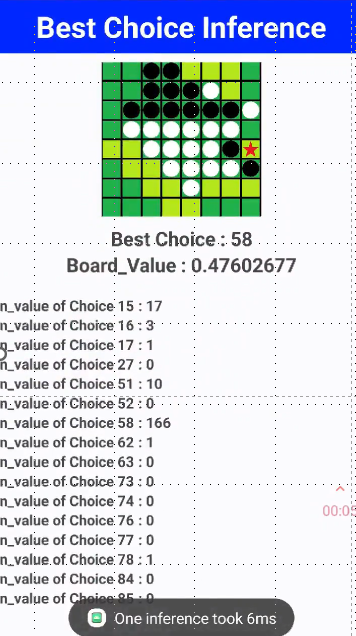 Best Choice Inference
Best Choice : 58
Board_Value : 0.47602677
n_value of Choice 15 : 17
n_value of Choice 16 : 3
n_value of Choice 17 : 1
n_value of Choice 27 : 0
n_value of Choice 51 : 10
n_value of Choice 52 : 0
n_value of Choice 58 : 166
n_value of Choice 62 : 1
n_value of Choice 63 : 0
n_value of Choice 73 : 0
n_value of Choice 74 : 0
n_value of Choice 76 : 0
n_value of Choice 77 : 0
n_value of Choice 78 : 1
n_value of Choice 84 : 0
n_value of Choice 85 : 0
00:05
One inference took 6ms